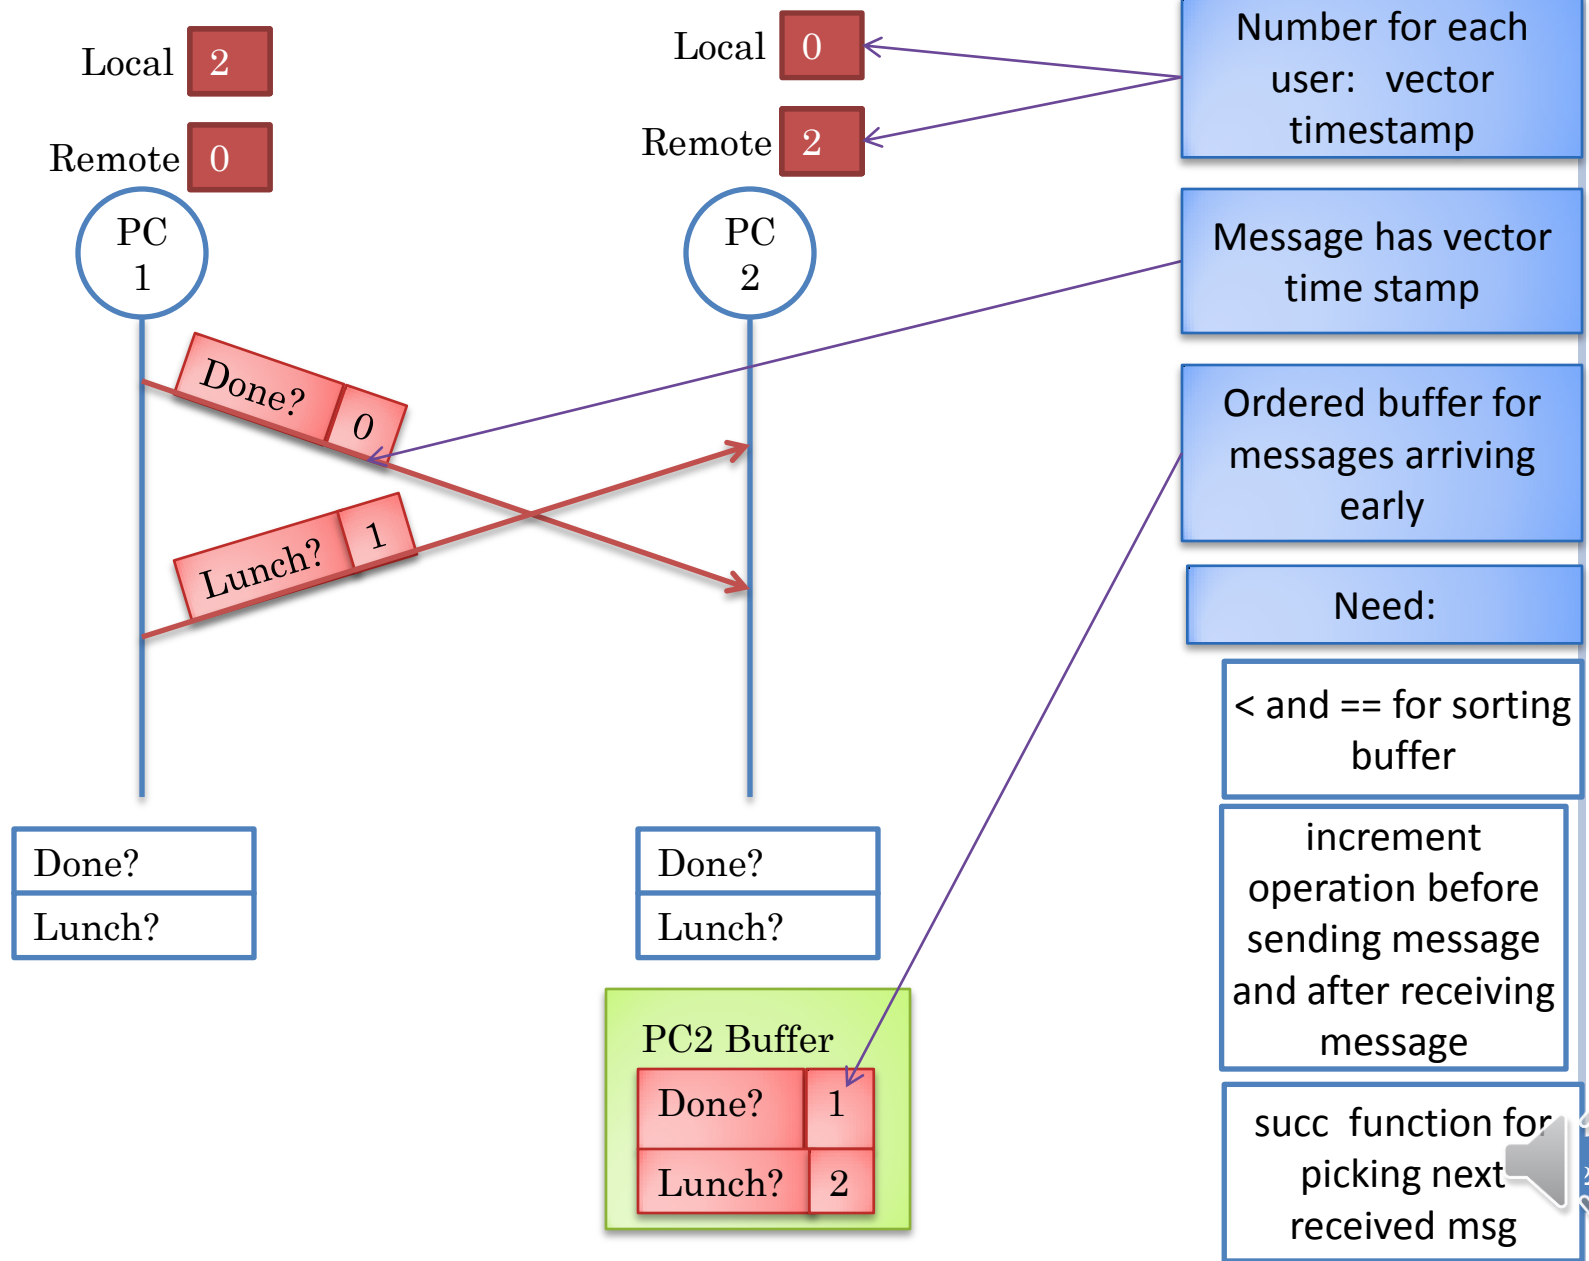 Local 2
Remote 0
PC
1
Local 0
Remote 2
PC
2
Done? 0
Lunch? 1
Done?
Lunch?
Done?
Lunch?
PC2 Buffer
Done? 1
Lunch? 2
Number for each
user: vector
timestamp
Message has vector
time stamp
Ordered buffer for
messages arriving
early
Need:
< and == for sorting
buffer
increment
operation before
sending message
and after receiving
message
succ function for
picking next
received msg